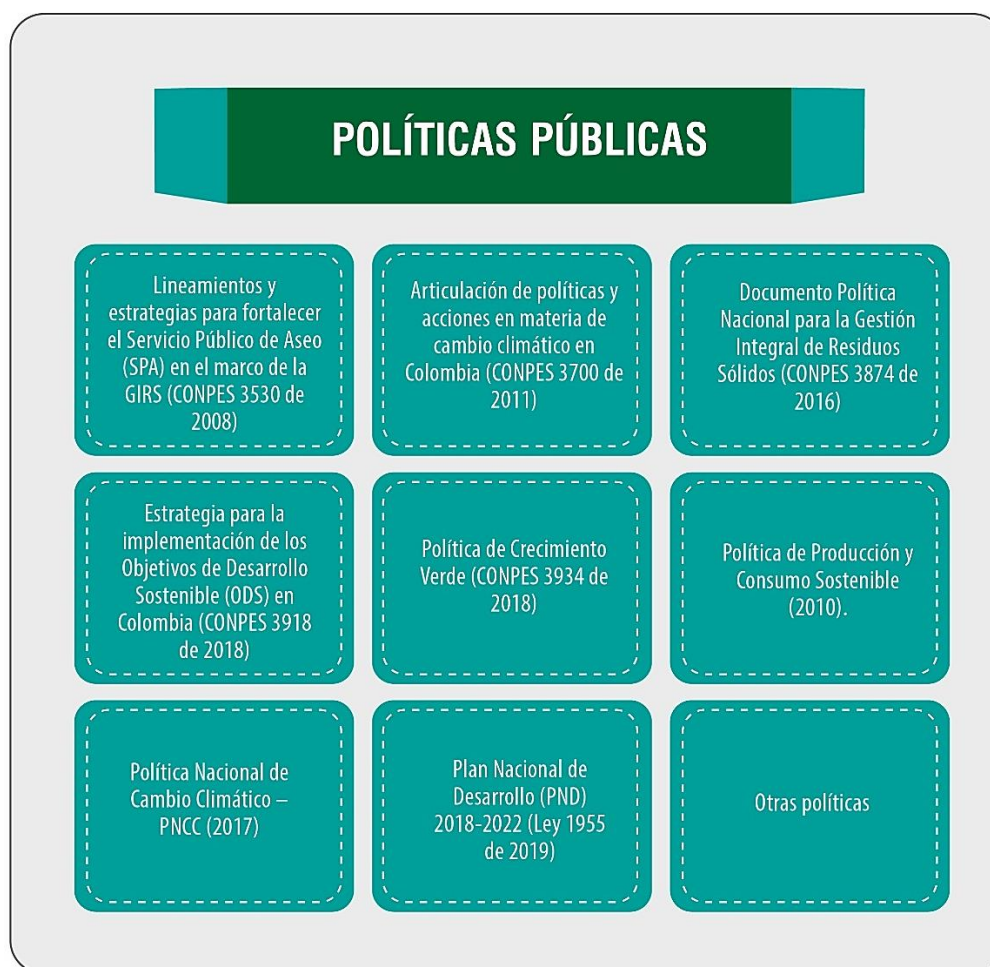 POLÍTICAS PÚBLICAS
Lineamientos y
estrategias para fortalecer
el Servicio Público de Aseo
(SPA) en el marco de la
GIRS (CONPES 3530 de
2008)
Articulación de políticas y
acciones en materia de
cambio climático en
Colombia (CONPES 3700 de
2011)
Documento Política
Nacional para la Gestión
Integral de Residuos
Sólidos (CONPES 3874 de
2016)
Estrategia para la
implementación de los
Objetivos de Desarrollo
Sostenible (ODS) en
Colombia (CONPES 3918
de 2018)
Política de Crecimiento
Verde (CONPES 3934 de
2018)
Política de Producción y
Consumo Sostenible
(2010).
Política Nacional de
Cambio Climático –
PNCC (2017)
Plan Nacional de
Desarrollo (PND)
2018-2022 (Ley 1955
de 2019)
Otras políticas